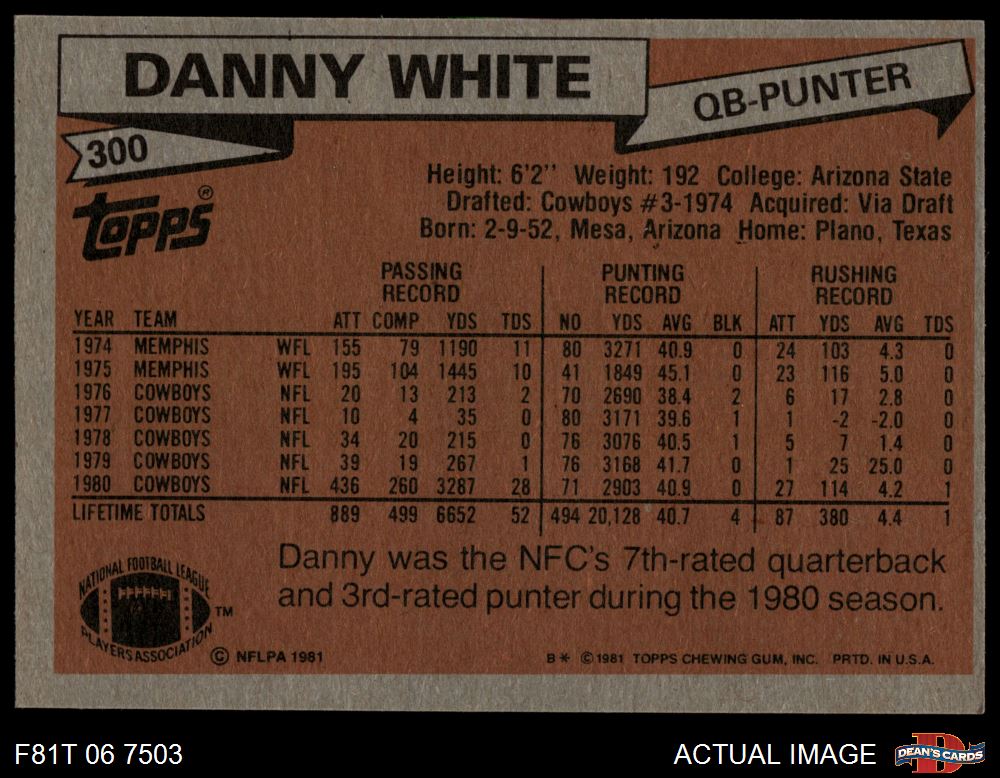 DANNY WHITE
QB-PUNTER
300
TOPPS®
Height: 6'2" Weight: 192 College: Arizona State
Drafted: Cowboys #3-1974 Acquired: Via Draft
Born: 2-9-52, Mesa, Arizona Home: Plano, Texas
PASSING RECORD PUNTING RECORD RUSHING RECORD
YEAR TEAM ATT COMP YDS TDS NO YDS AVG BLK ATT YDS AVG TDS
1974 MEMPHIS WFL 155 79 1190 11 80 3271 40.9 0 24 103 4.3 0
1975 MEMPHIS WFL 195 104 1445 10 41 1849 45.1 0 23 116 5.0 0
1976 COWBOYS NFL 20 13 213 2 70 2690 38.4 2 6 17 2.8 0
1977 COWBOYS NFL 10 4 35 0 80 3171 39.6 1 1 -2 -2.0 0
1978 COWBOYS NFL 34 20 215 0 76 3076 40.5 1 5 7 1.4 0
1979 COWBOYS NFL 39 19 267 1 76 3168 41.7 0 1 25 25.0 0
1980 COWBOYS NFL 436 260 3287 28 71 2903 40.9 0 27 114 4.2 1
LIFETIME TOTALS 889 499 6652 52 494 20,128 40.7 4 87 380 4.4 1
Danny was the NFC's 7th-rated quarterback
and 3rd-rated punter during the 1980 season.
NATIONAL FOOTBALL LEAGUE
PLAYERS ASSOCIATION
TM
© NFLPA 1981
B* © 1981 TOPPS CHEWING GUM, INC. PRTD. IN U.S.A.
F81T 06 7503
ACTUAL IMAGE
DEAN'S CARDS